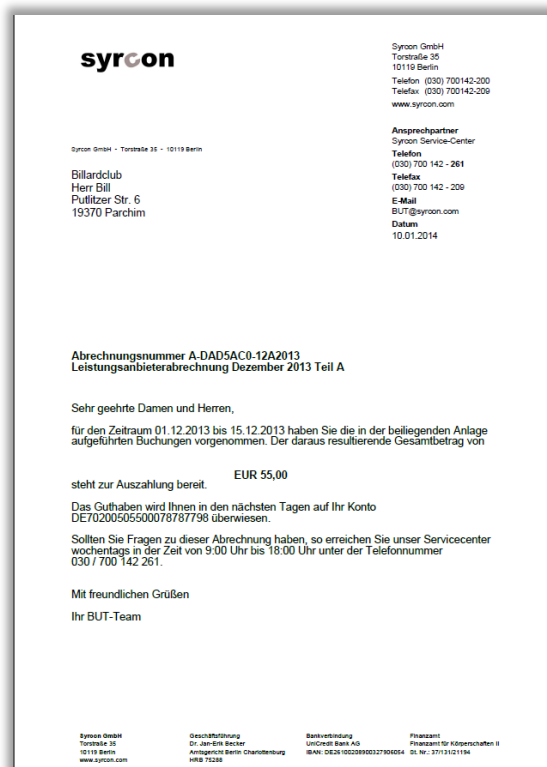 syrcon
Syrcon GmbH
Torstraße 35
10119 Berlin
Telefon (030) 700142-200
Telefax (030) 700142-209
www.syrcon.com
Ansprechpartner
Syrcon Service-Center
Telefon
(030) 700 142 - 261
Telefax
(030) 700 142 - 209
E-Mail
BUT@syrcon.com
Datum
10.01.2014
Syrcon GmbH - Torstraße 35 - 10119 Berlin
Billardclub
Herr Bill
Putlitzer Str. 6
19370 Parchim
Abrechnungsnummer A-DAD5AC0-12A2013
Leistungsanbieterabrechnung Dezember 2013 Teil A
Sehr geehrte Damen und Herren,
für den Zeitraum 01.12.2013 bis 15.12.2013 haben Sie die in der beiliegenden Anlage
aufgeführten Buchungen vorgenommen. Der daraus resultierende Gesamtbetrag von
EUR 55,00
steht zur Auszahlung bereit.
Das Guthaben wird Ihnen in den nächsten Tagen auf Ihr Konto
DE70200505500078787798 überwiesen.
Sollten Sie Fragen zu dieser Abrechnung haben, so erreichen Sie unser Servicecenter
wochentags in der Zeit von 9:00 Uhr bis 18:00 Uhr unter der Telefonnummer
030 / 700 142 261.
Mit freundlichen Grüßen
Ihr BUT-Team
Syrcon GmbH
Torstraße 35
10119 Berlin
www.syrcon.com
Geschäftsführung
Dr. Jan-Erik Becker
Amtsgericht Berlin Charlottenburg
HRB 75288
Bankverbindung
UniCredit Bank AG
IBAN: DE26100208900327906064
Finanzamt
Finanzamt für Körperschaften II
St. Nr.: 37/131/21194